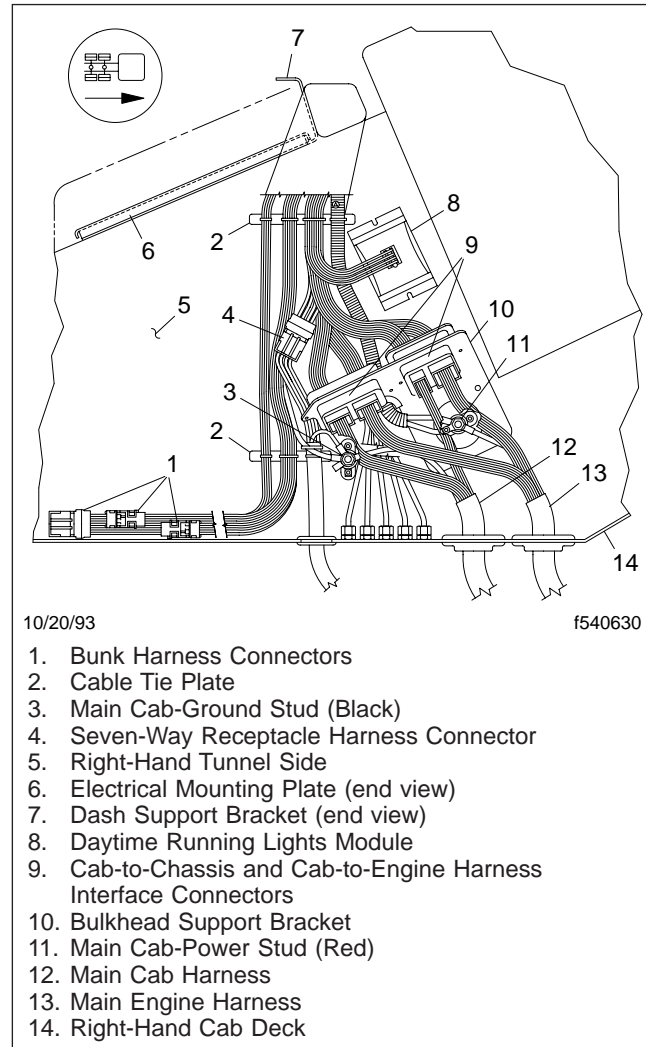 7
8
2
9
6
10
5
4
11
3
2
1
12
13
14
10/20/93
f540630
1. Bunk Harness Connectors
2. Cable Tie Plate
3. Main Cab-Ground Stud (Black)
4. Seven-Way Receptacle Harness Connector
5. Right-Hand Tunnel Side
6. Electrical Mounting Plate (end view)
7. Dash Support Bracket (end view)
8. Daytime Running Lights Module
9. Cab-to-Chassis and Cab-to-Engine Harness
Interface Connectors
10. Bulkhead Support Bracket
11. Main Cab-Power Stud (Red)
12. Main Cab Harness
13. Main Engine Harness
14. Right-Hand Cab Deck